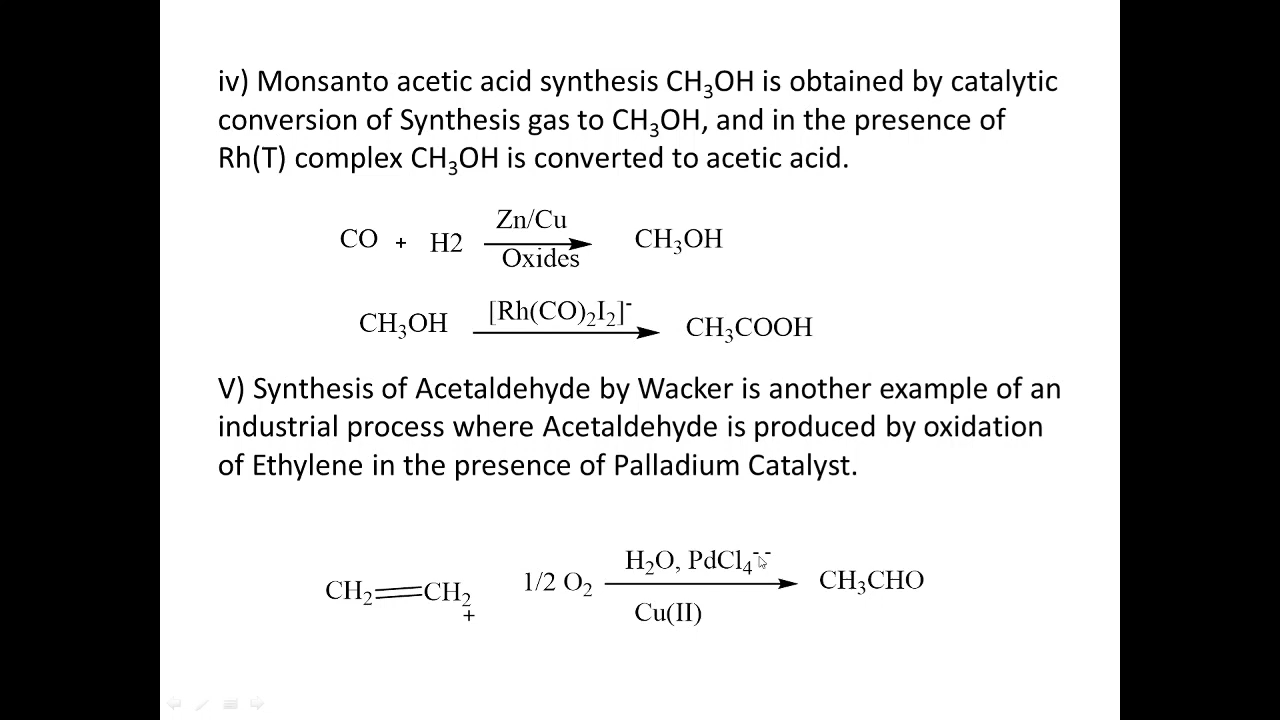 iv) Monsanto acetic acid synthesis CH₃OH is obtained by catalytic
conversion of Synthesis gas to CH₃OH, and in the presence of
Rh(T) complex CH₃OH is converted to acetic acid.
Zn/Cu
CO + H2 CH₃OH
Oxides
[Rh(CO)₂I₂]⁻
CH₃OH CH₃COOH
V) Synthesis of Acetaldehyde by Wacker is another example of an
industrial process where Acetaldehyde is produced by oxidation
of Ethylene in the presence of Palladium Catalyst.
H₂O, PdCl₄⁻⁻
CH₂=CH₂ + 1/2 O₂ CH₃CHO
Cu(II)